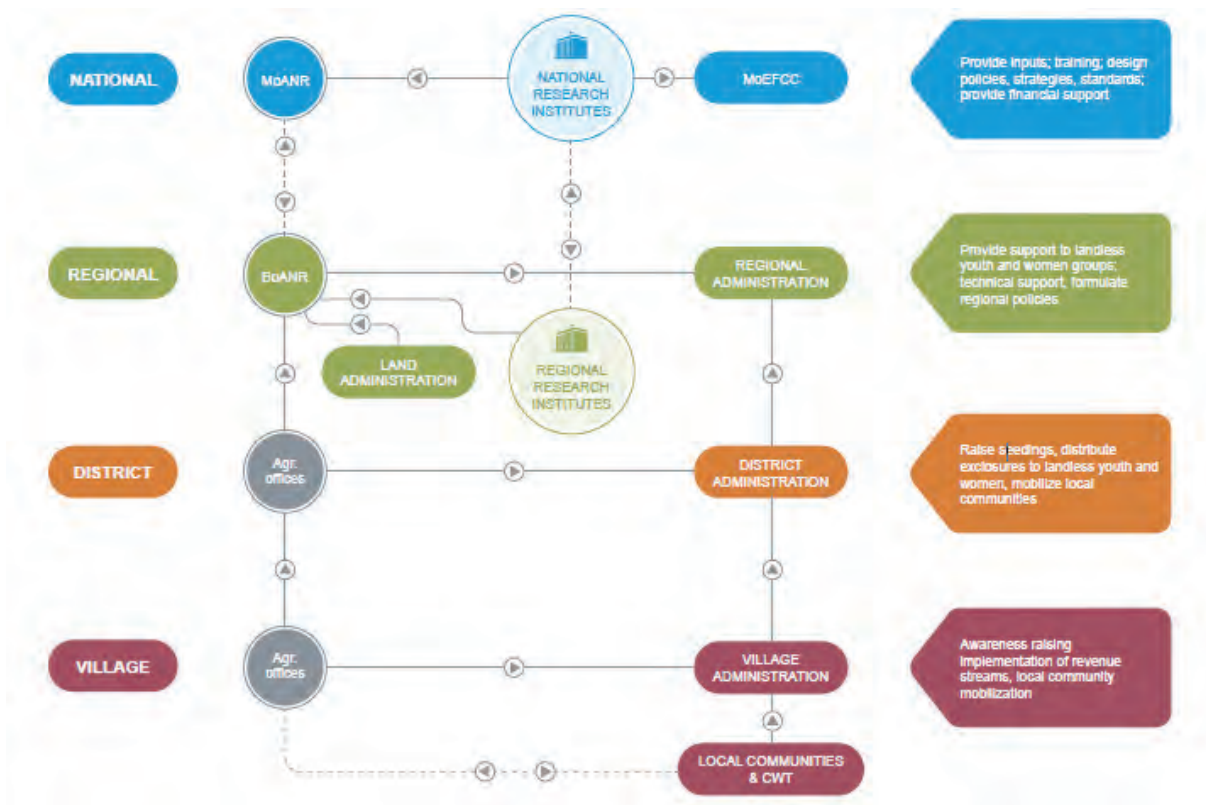 NATIONAL
MoANR
NATIONAL
RESEARCH
INSTITUTES
MoEFCC
Provide inputs; training; design
policies, strategies, standards;
provide financial support
REGIONAL
BoANR
REGIONAL
ADMINISTRATION
Provide support to landless
youth and women groups;
technical support, formulate
regional policies
LAND
ADMINISTRATION
REGIONAL
RESEARCH
INSTITUTES
DISTRICT
Agr.
offices
DISTRICT
ADMINISTRATION
Raise seedings, distribute
exclosures to landless youth and
women, mobilize local
communities
VILLAGE
Agr.
offices
VILLAGE
ADMINISTRATION
Awareness raising
Implementation of revenue
streams, local community
mobilization
LOCAL COMMUNITIES
& CWT